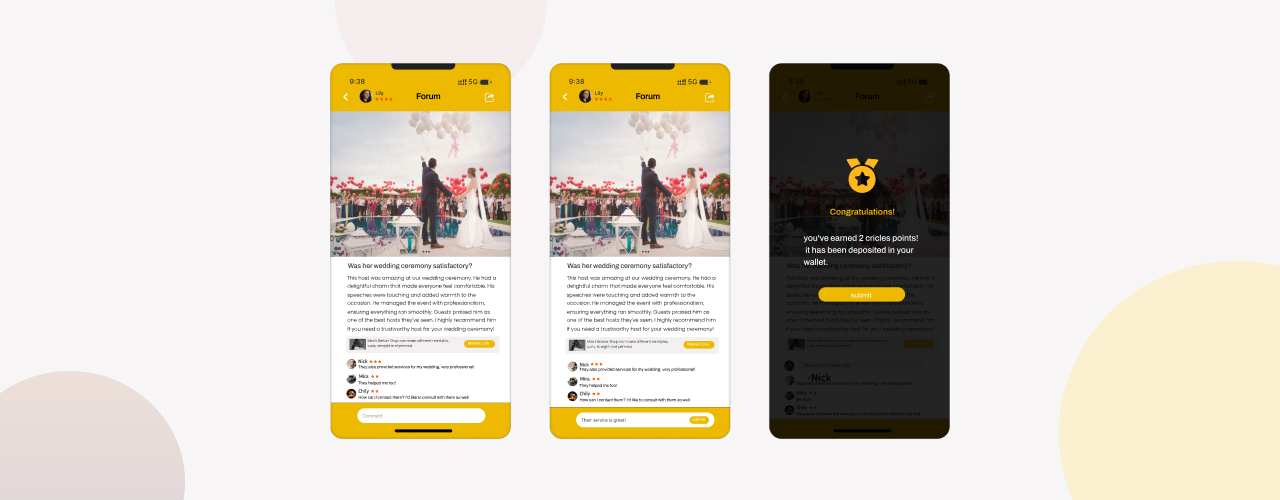 9:38
5G
Lily
Forum
Was her wedding ceremony satisfactory?
This host was amazing at our wedding ceremony. He had a
delightful charm that made everyone feel comfortable. His
speeches were touching and added warmth to the
occasion. He managed the event with professionalism,
ensuring everything ran smoothly. Guests praised him as
one of the best hosts they've seen. I highly recommend him
if you need a trustworthy host for your wedding ceremony!
curly, straight and permed.
Nick
They also provided services for my wedding, very professional!
Mira
They helped me too!
Chily
How can I contact them? I'd like to consult with them as well
Comment
9:38
5G
Lily
Forum
Was her wedding ceremony satisfactory?
This host was amazing at our wedding ceremony. He had a
delightful charm that made everyone feel comfortable. His
speeches were touching and added warmth to the
occasion. He managed the event with professionalism,
ensuring everything ran smoothly. Guests praised him as
one of the best hosts they've seen. I highly recommend him
if you need a trustworthy host for your wedding ceremony!
Nick
They also provided services for my wedding, very professional!
Mira
They helped me too!
Chily
How can I contact them? I'd like to consult with them as well
Their service is great!
9:38
5G
Lily
Forum
Congratulations!
you've earned 2 cricles points!
it has been deposited in your
wallet.
submit
Nick